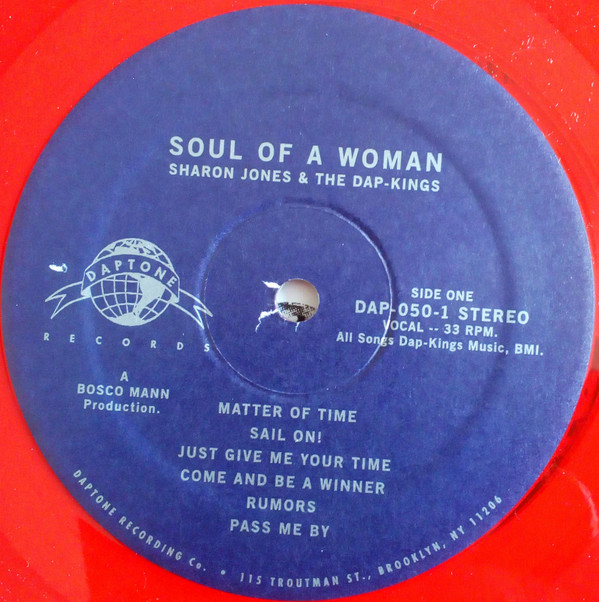 SOUL OF A WOMAN
SHARON JONES & THE DAP-KINGS
DAPTONE
RECORDS
SIDE ONE
DAP-050-1 STEREO
VOCAL -- 33 RPM.
All Songs Dap-Kings Music, BMI.
A
BOSCO MANN
Production.
MATTER OF TIME
SAIL ON!
JUST GIVE ME YOUR TIME
COME AND BE A WINNER
RUMORS
PASS ME BY
DAPTONE RECORDING Co. • 115 TROUTMAN ST., BROOKLYN, NY 11206